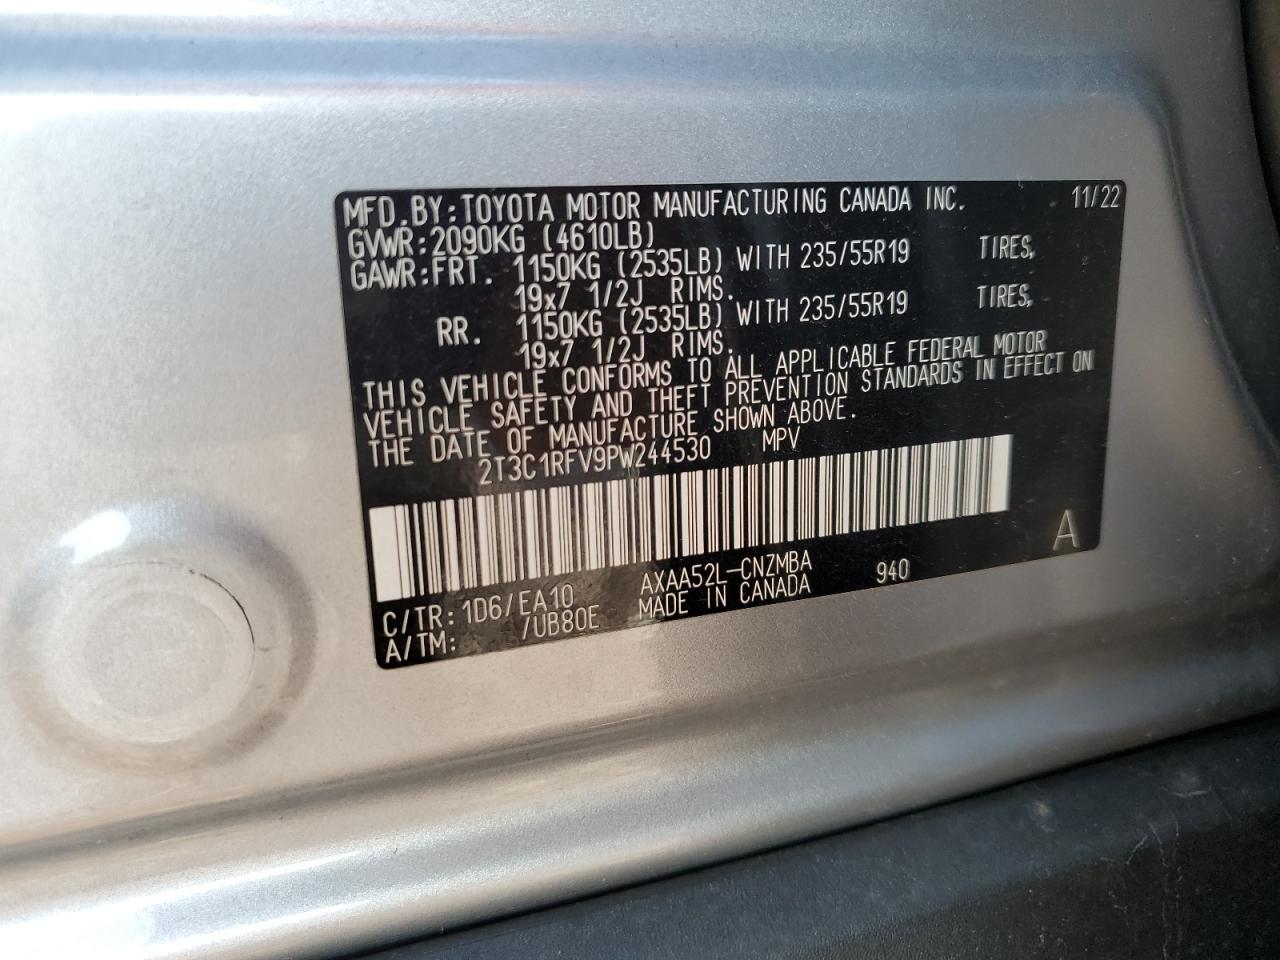 MFD.BY:TOYOTA MOTOR MANUFACTURING CANADA INC. 11/22
GVWR:2090KG (4610LB)
GAWR:FRT. 1150KG (2535LB) WITH 235/55R19 TIRES,
19x7 1/2J RIMS.
RR. 1150KG (2535LB) WITH 235/55R19 TIRES,
19x7 1/2J RIMS.
THIS VEHICLE CONFORMS TO ALL APPLICABLE FEDERAL MOTOR
VEHICLE SAFETY AND THEFT PREVENTION STANDARDS IN EFFECT ON
THE DATE OF MANUFACTURE SHOWN ABOVE.
2T3C1RFV9PW244530 MPV
A
C/TR:1D6/EA10 AXAA52L-CNZMBA 940
A/TM: /UB80E MADE IN CANADA